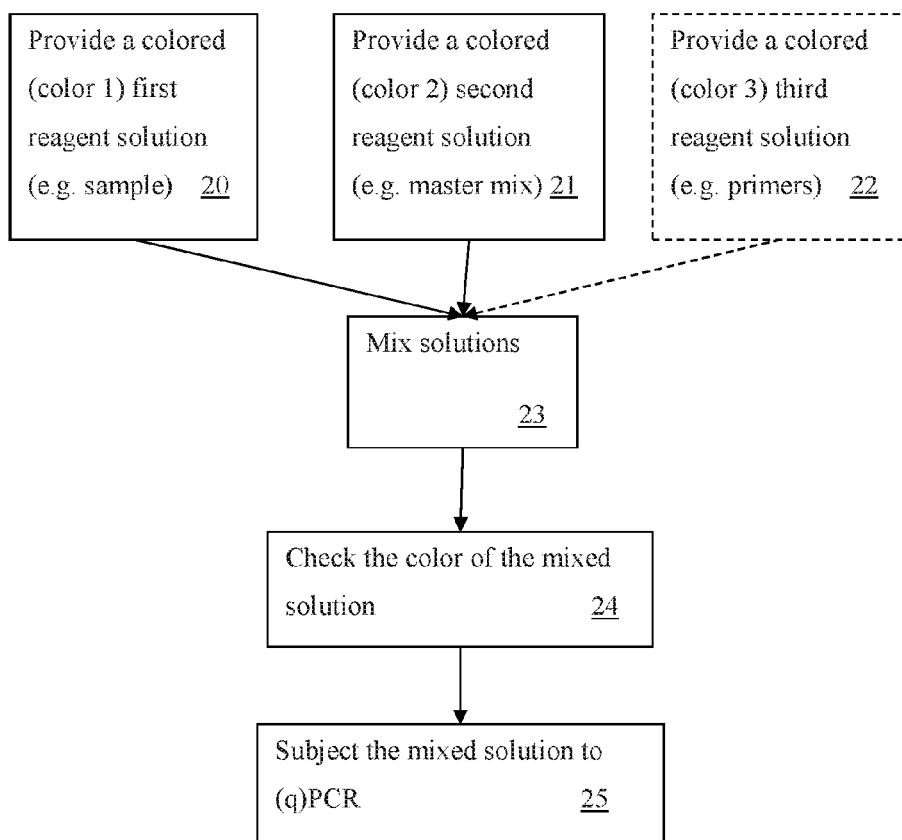 Provide a colored
(color 1) first
reagent solution
(e.g. sample) 20
Provide a colored
(color 2) second
reagent solution
(e.g. master mix) 21
Provide a colored
(color 3) third
reagent solution
(e.g. primers) 22
Mix solutions
23
Check the color of the mixed
solution 24
Subject the mixed solution to
(q)PCR 25